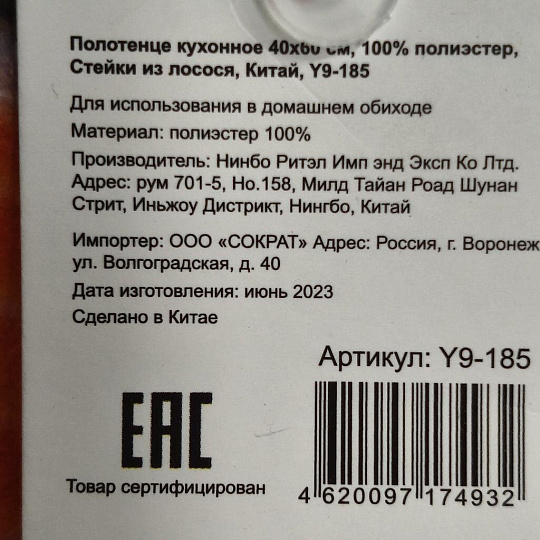 Полотенце кухонное 40x60 см, 100% полиэстер,
Стейки из лосося, Китай, Y9-185
Для использования в домашнем обиходе
Материал: полиэстер 100%
Производитель: Нинбо Ритэл Имп энд Эксп Ко Лтд.
Адрес: рум 701-5, Но.158, Милд Тайан Роад Шунан
Стрит, Иньжоу Дистрикт, Нингбо, Китай
Импортер: ООО «СОКРАТ» Адрес: Россия, г. Воронеж
ул. Волгоградская, д. 40
Дата изготовления: июнь 2023
Сделано в Китае
Артикул: Y9-185
EAC
Товар сертифицирован
4 620097 174932